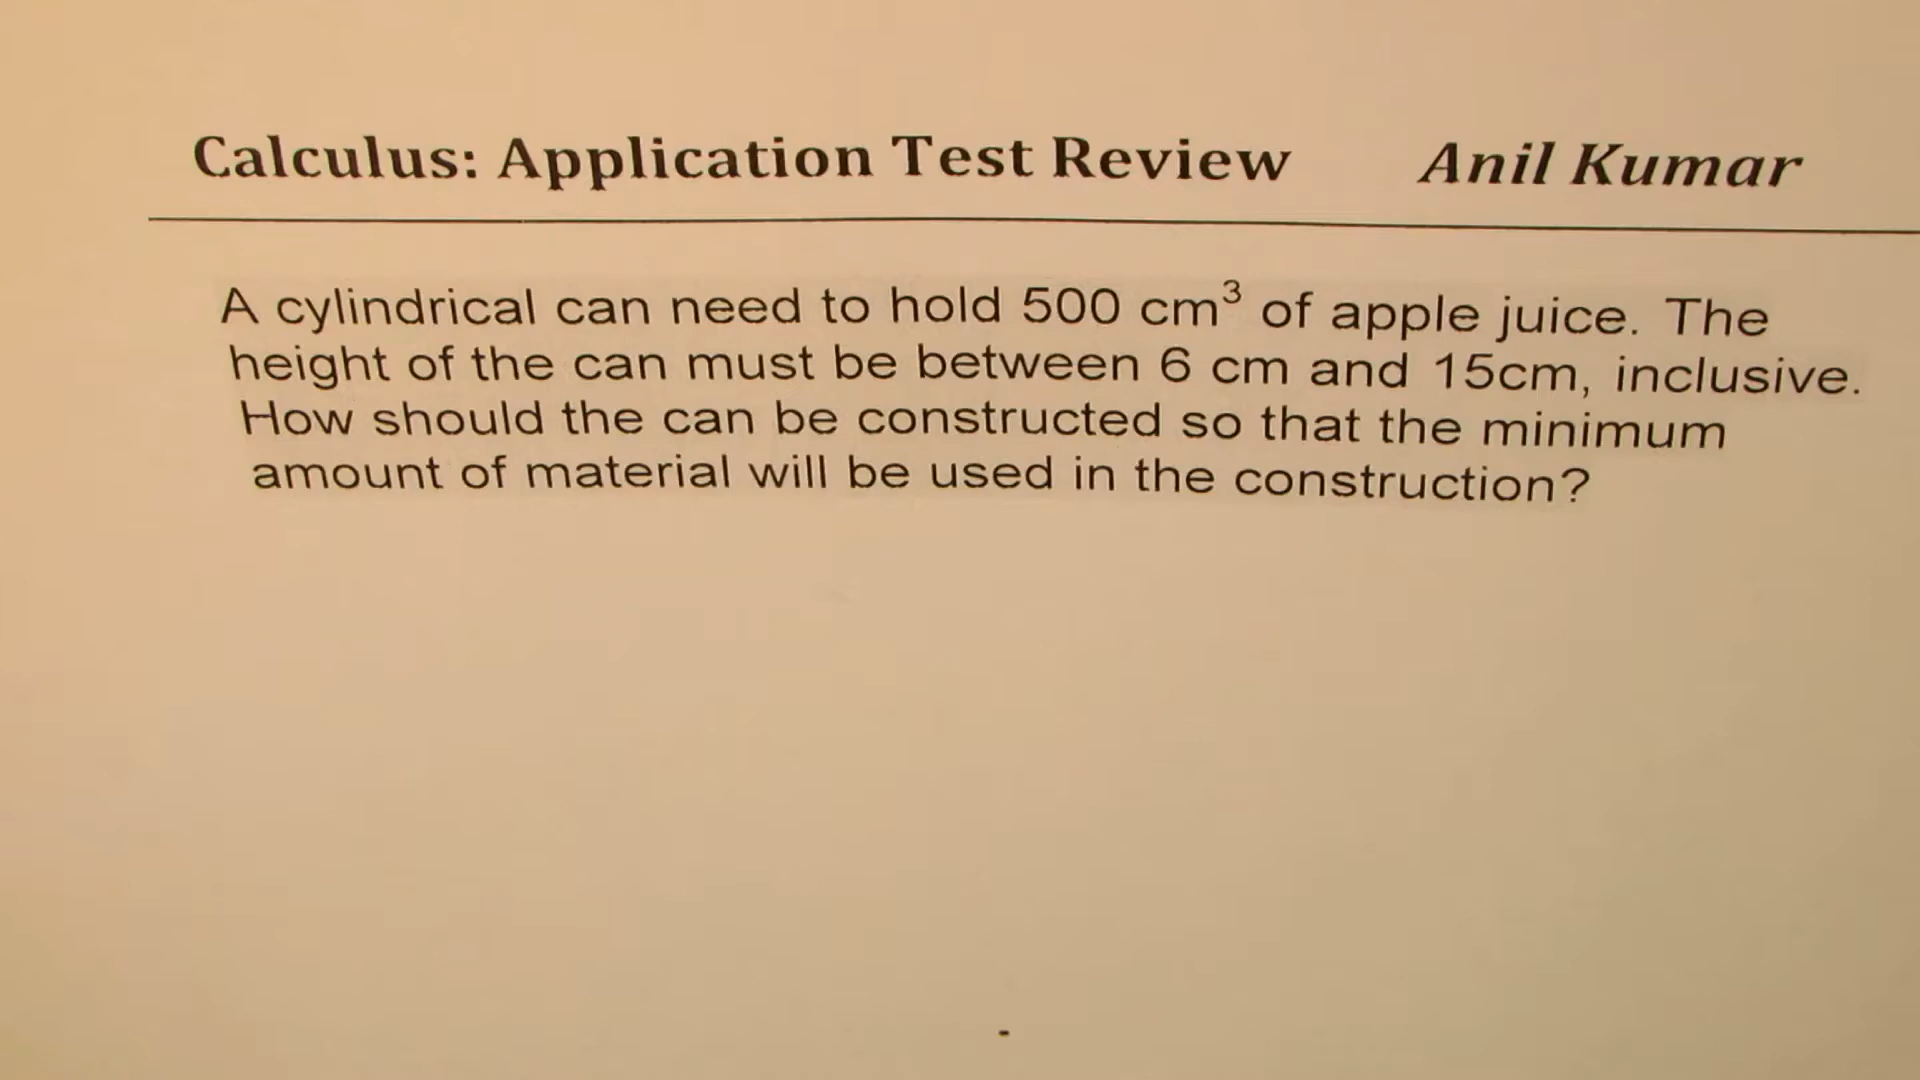 Calculus: Application Test Review Anil Kumar
A cylindrical can need to hold 500 cm³ of apple juice. The
height of the can must be between 6 cm and 15cm, inclusive.
How should the can be constructed so that the minimum
amount of material will be used in the construction?